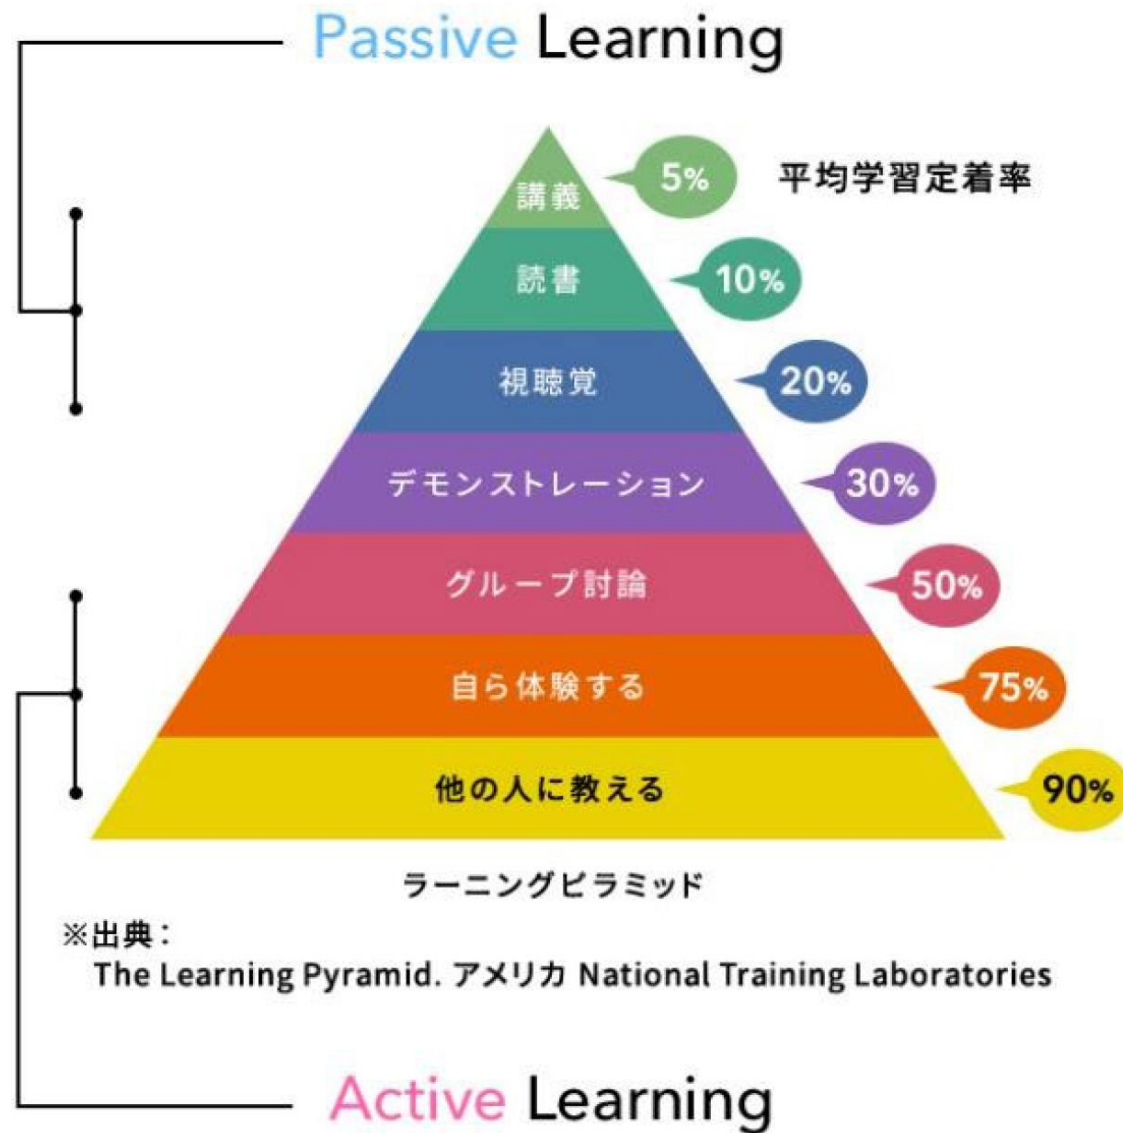 Passive Learning
講義
5%
平均学習定着率
読書
10%
視聴覚
20%
デモンストレーション
30%
グループ討論
50%
自ら体験する
75%
他の人に教える
90%
ラーニングピラミッド
※出典：
The Learning Pyramid. アメリカ National Training Laboratories
Active Learning